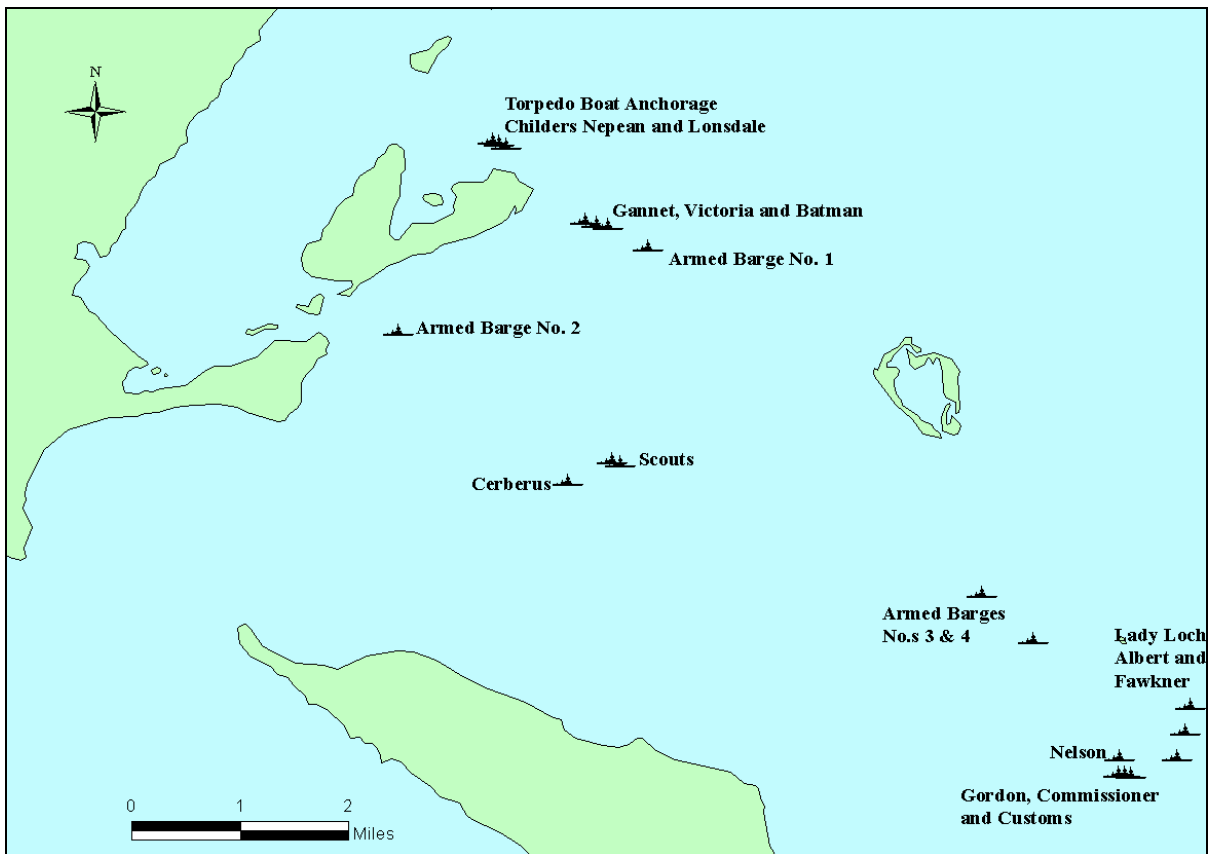 N
Torpedo Boat Anchorage
Childers Nepean and Lonsdale
Gannet, Victoria and Batman
Armed Barge No. 1
Armed Barge No. 2
Scouts
Cerberus
Armed Barges
No.s 3 & 4
Lady Loch
Albert and
Fawkner
Nelson
Gordon, Commissioner
and Customs
0 1 2
Miles